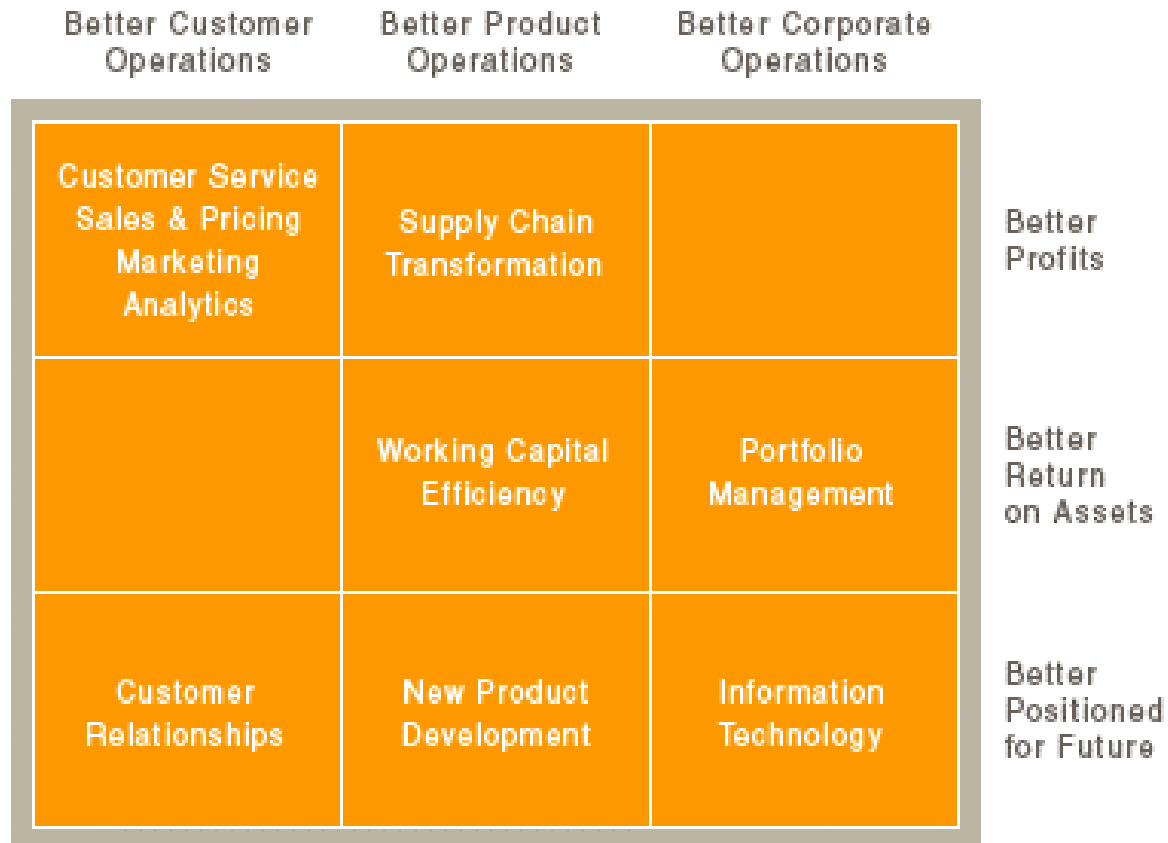 Better Customer
Operations
Better Product
Operations
Better Corporate
Operations
Customer Service
Sales & Pricing
Marketing
Analytics
Supply Chain
Transformation
Better
Profits
Working Capital
Efficiency
Portfolio
Management
Better
Return
on Assets
Customer
Relationships
New Product
Development
Information
Technology
Better
Positioned
for Future